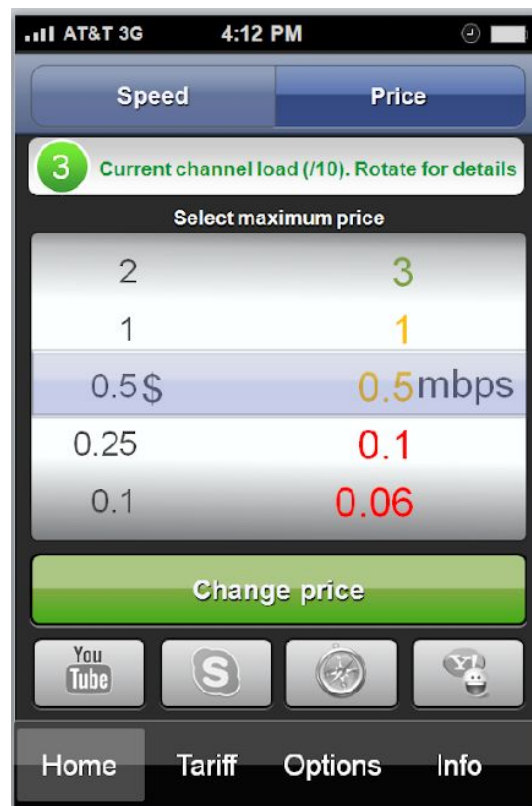 AT&T 3G 4:12 PM
Speed Price
3 Current channel load (/10). Rotate for details
Select maximum price
2 3
1 1
0.5$ 0.5 mbps
0.25 0.1
0.1 0.06
Change price
You
Tube S Y!
Home Tariff Options Info